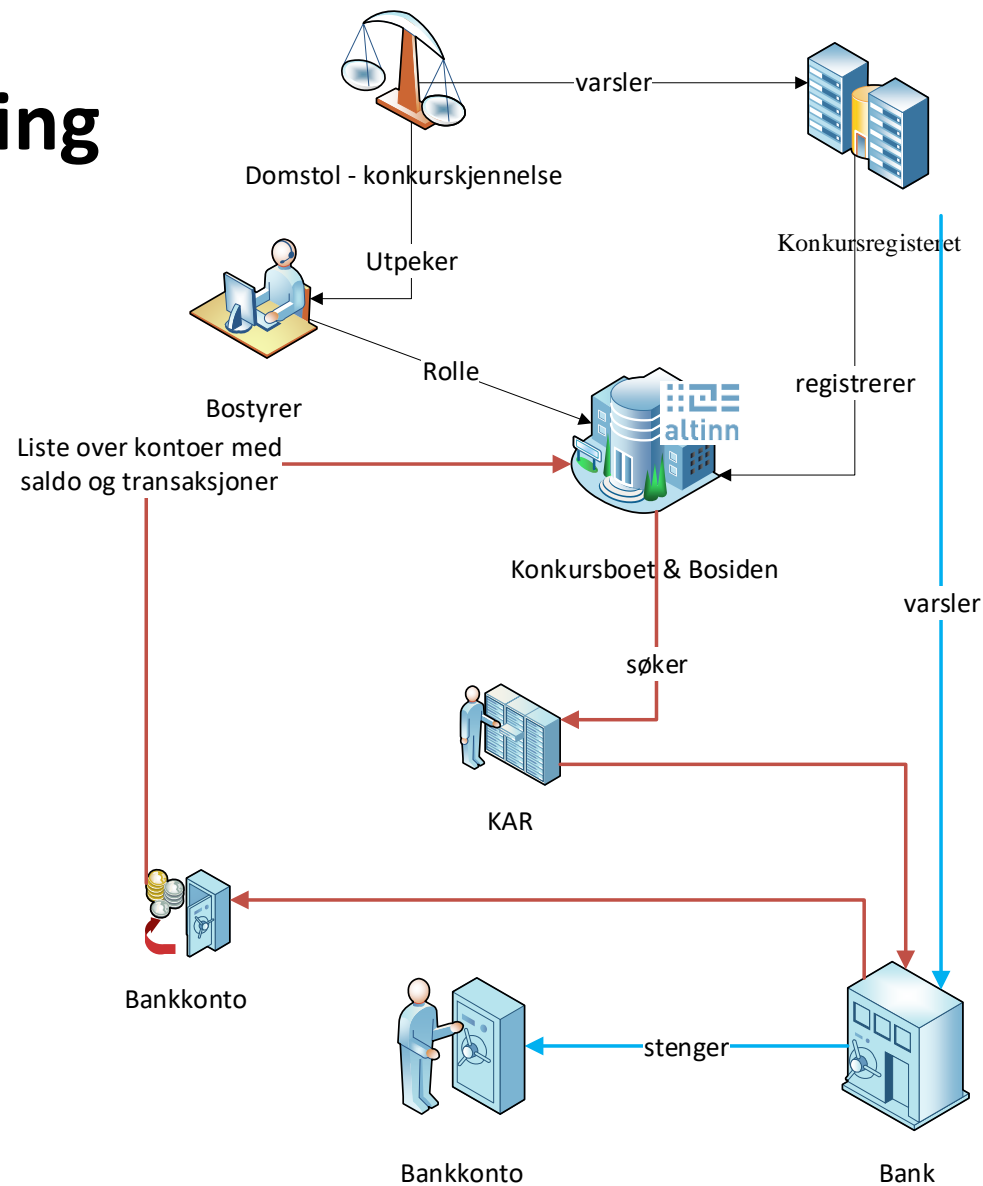 ing
varsler
Domstol - konkurskjennelse
Konkursregisteret
Utpeker
Rolle
registrerer
altinn
Bostyrer
Liste over kontoer med
saldo og transaksjoner
Konkursboet & Bosiden
varsler
søker
KAR
Bankkonto
stenger
Bankkonto
Bank